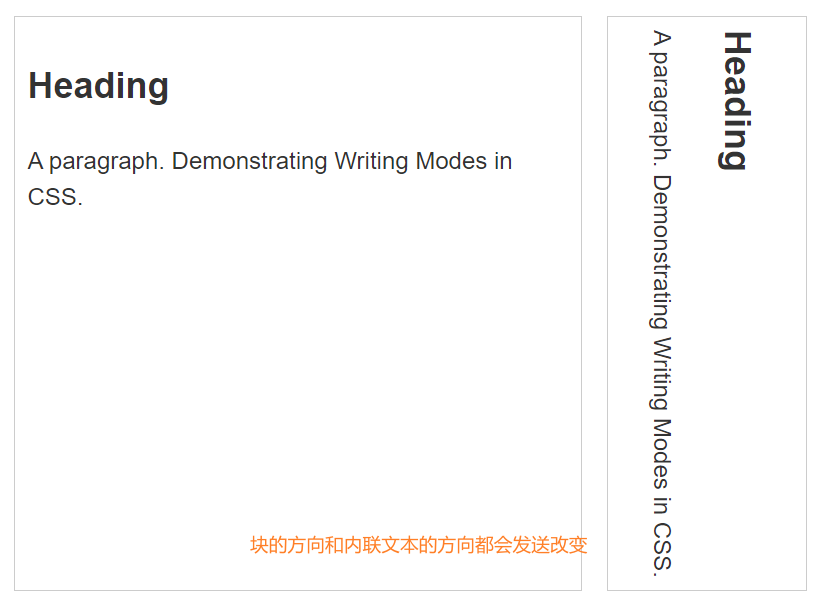 Heading
A paragraph. Demonstrating Writing Modes in
CSS.
块的方向和内联文本的方向都会发送改变
Heading
A paragraph. Demonstrating Writing Modes in CSS.